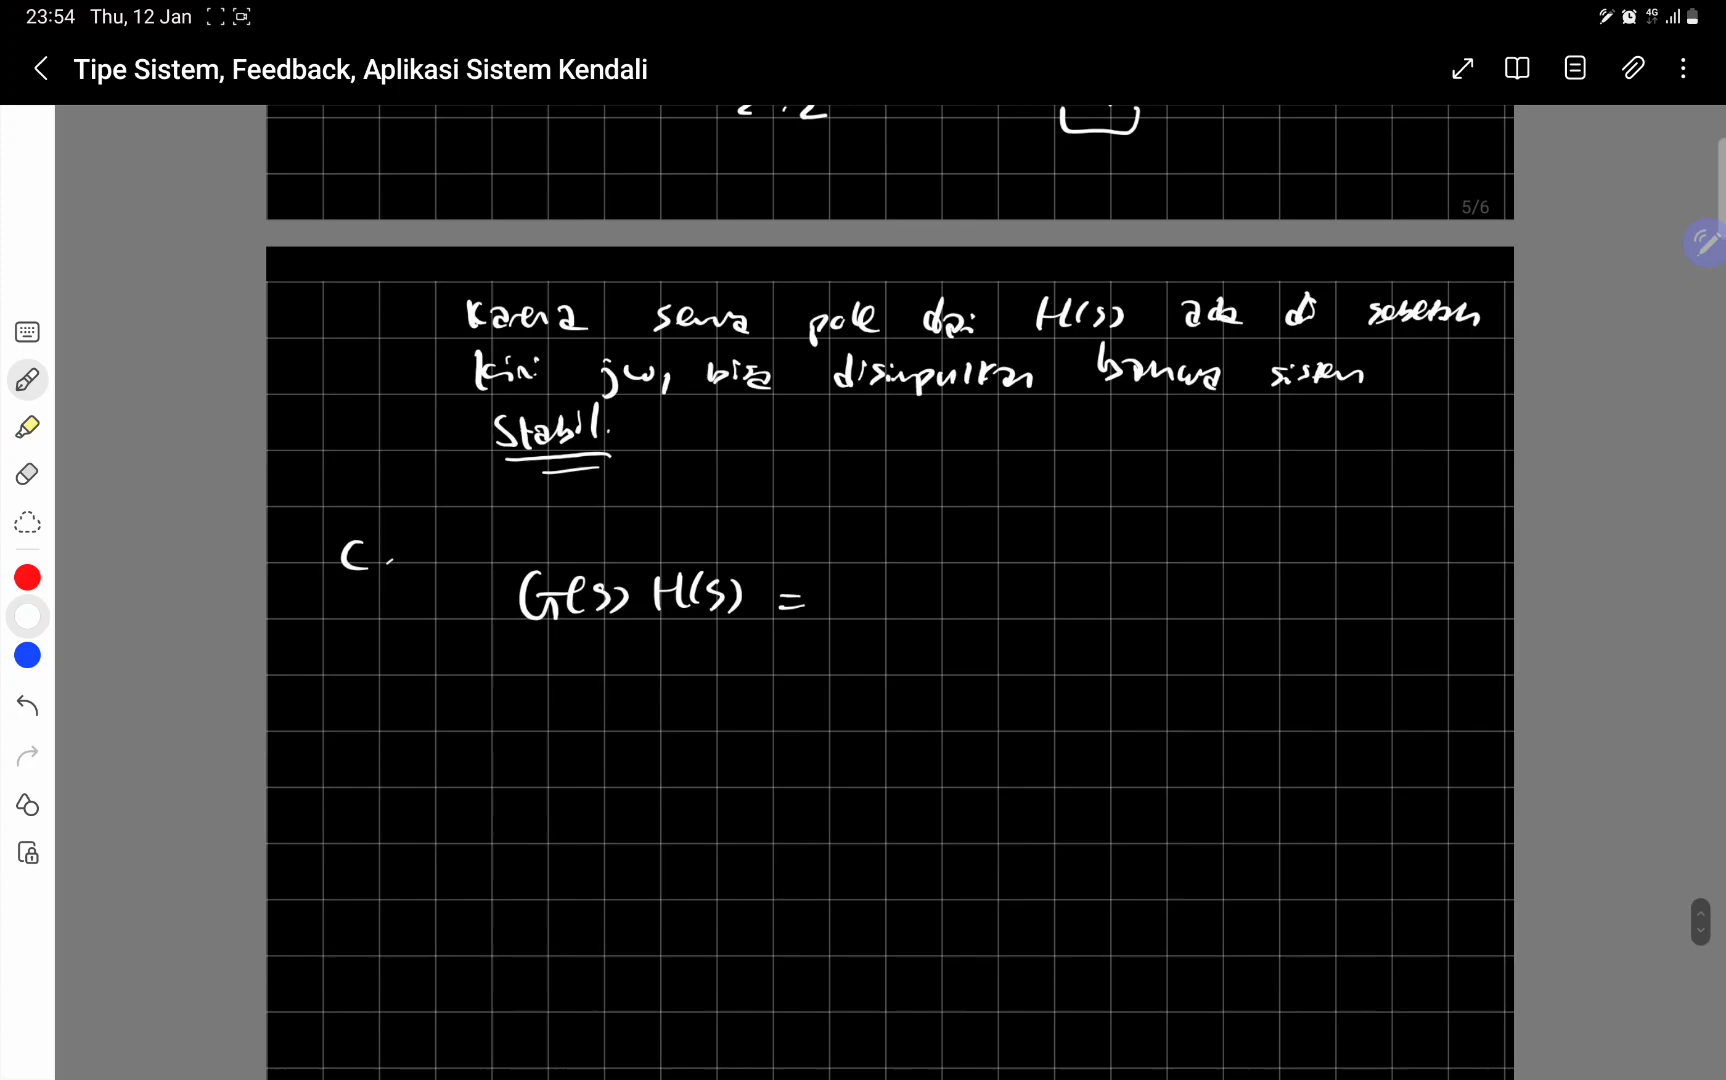 23:54 Thu, 12 Jan 4G
Tipe Sistem, Feedback, Aplikasi Sistem Kendali
5/6
Karena semua pole dari H(s) ada di sebelah
kiri jω, bisa disimpulkan bahwa sistem
Stabil.
C.
G(s) H(s) =